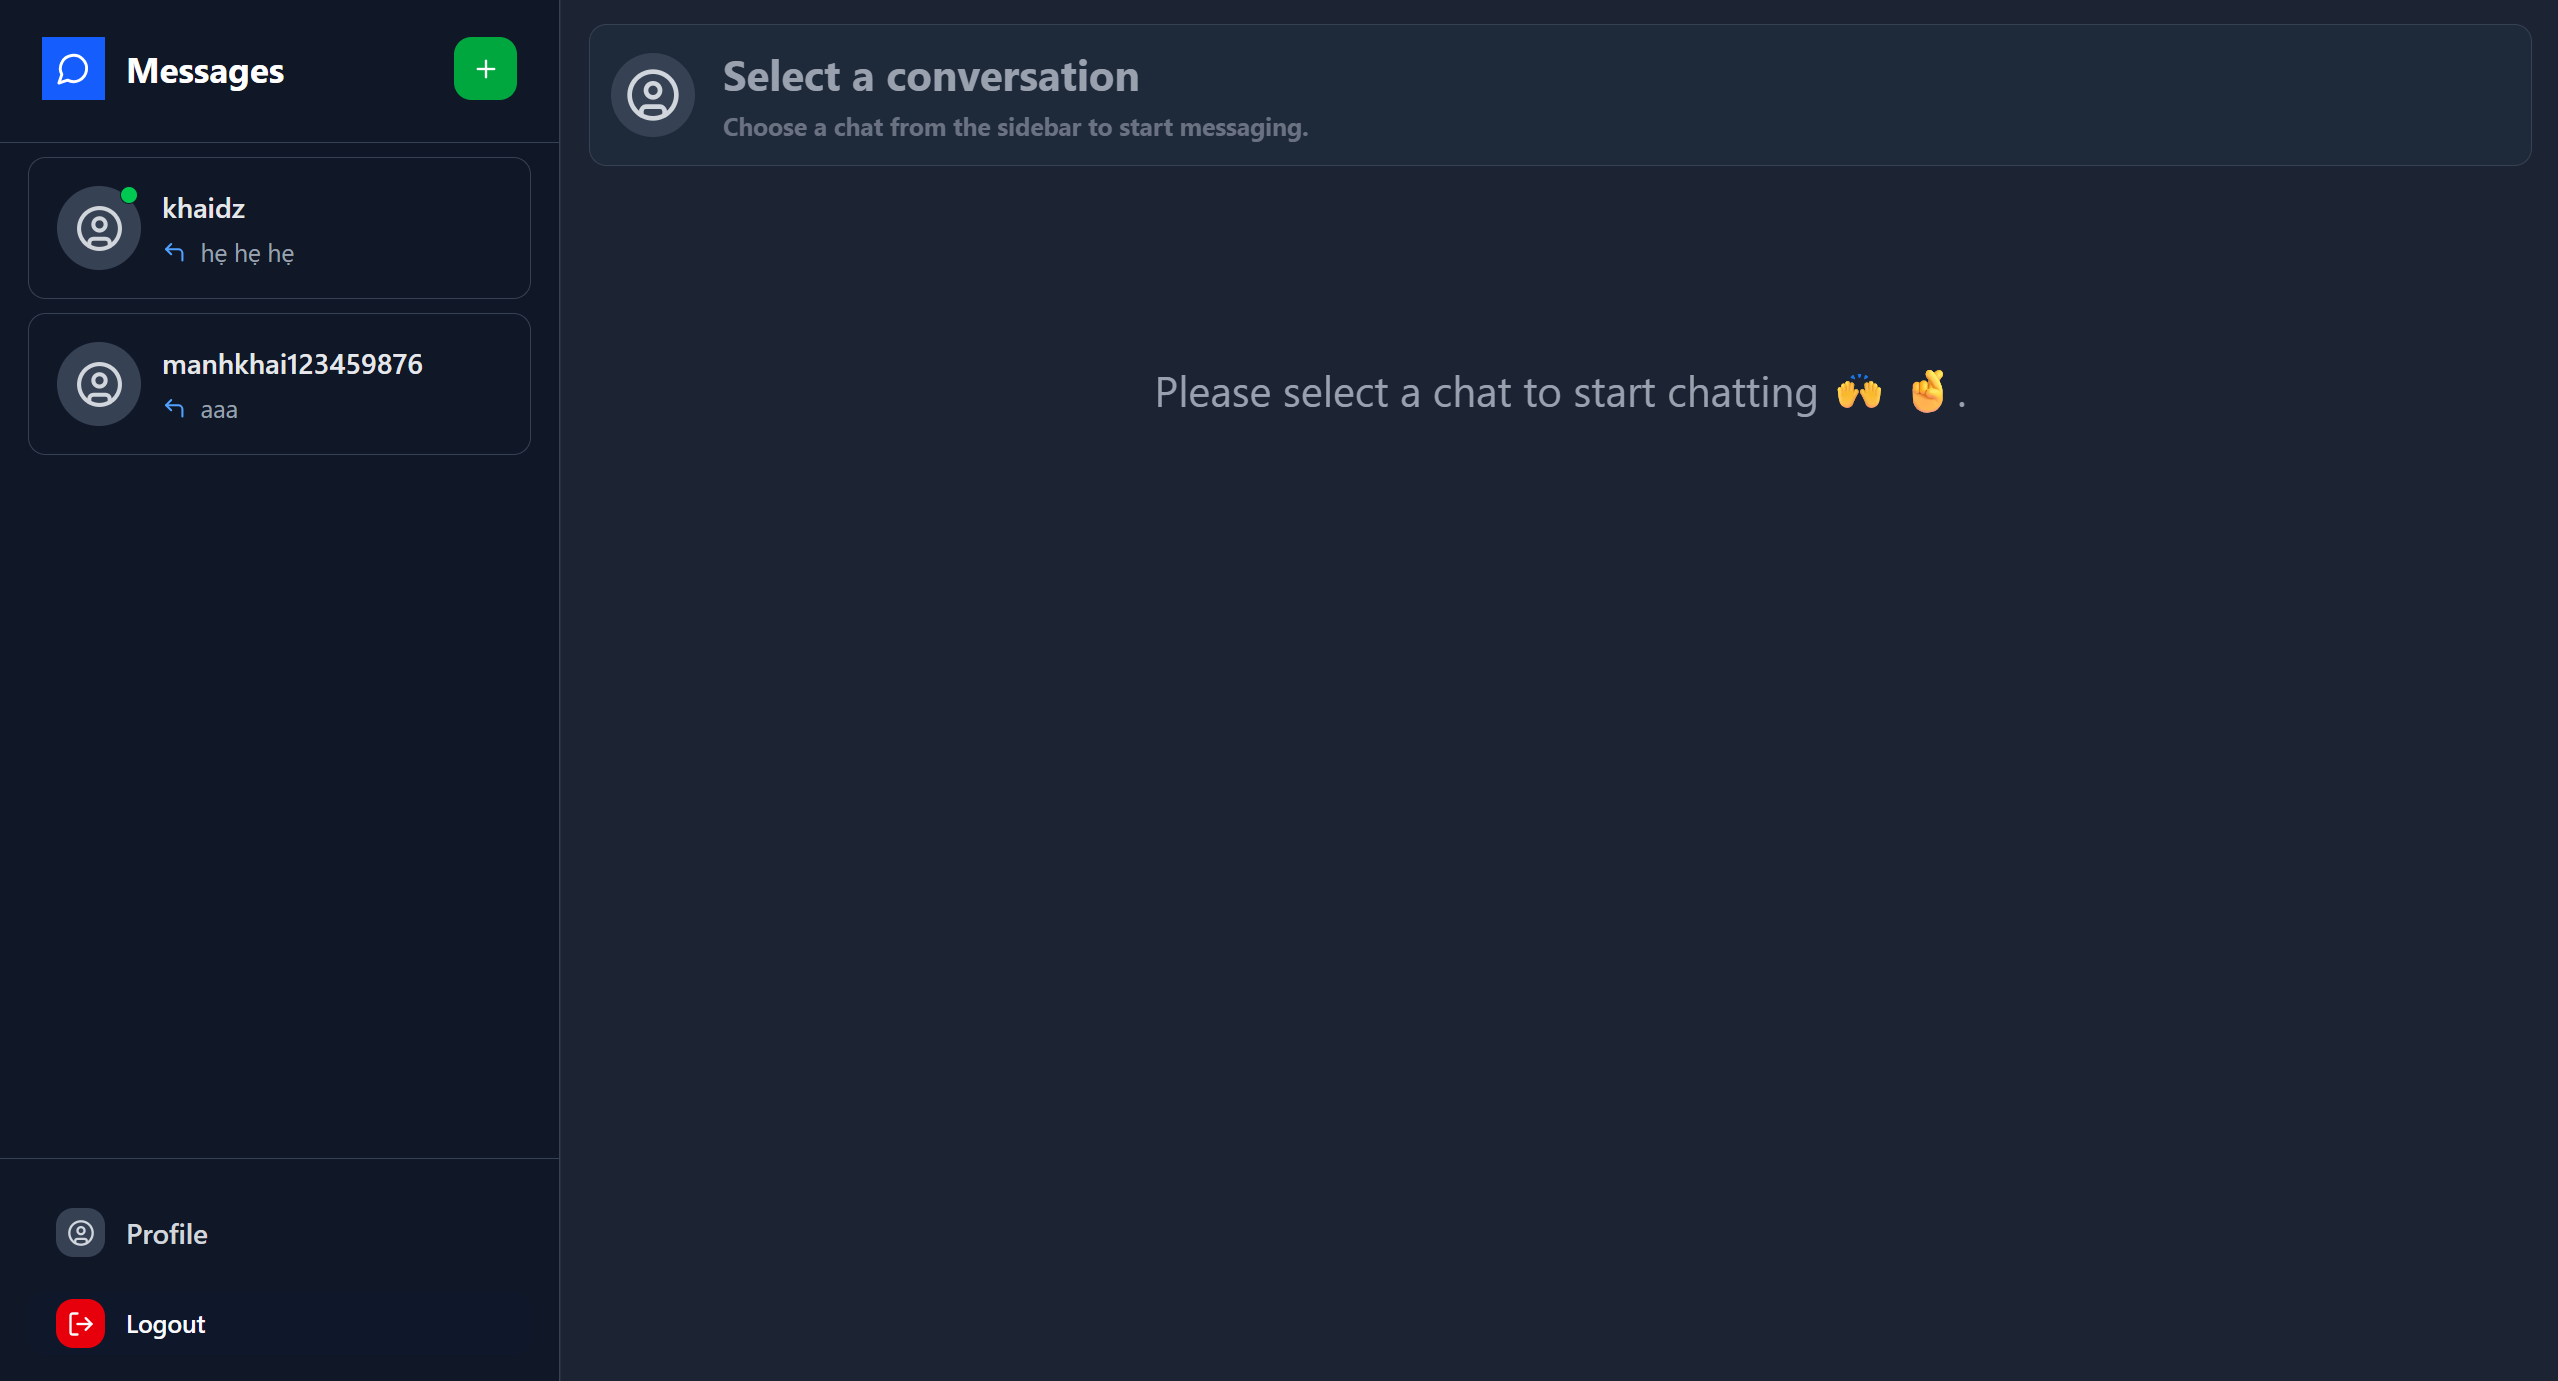 Messages
khaidz
hẹ hẹ hẹ
manhkhai123459876
aaa
Profile
Logout
Select a conversation
Choose a chat from the sidebar to start messaging.
Please select a chat to start chatting 🙌 🤞.